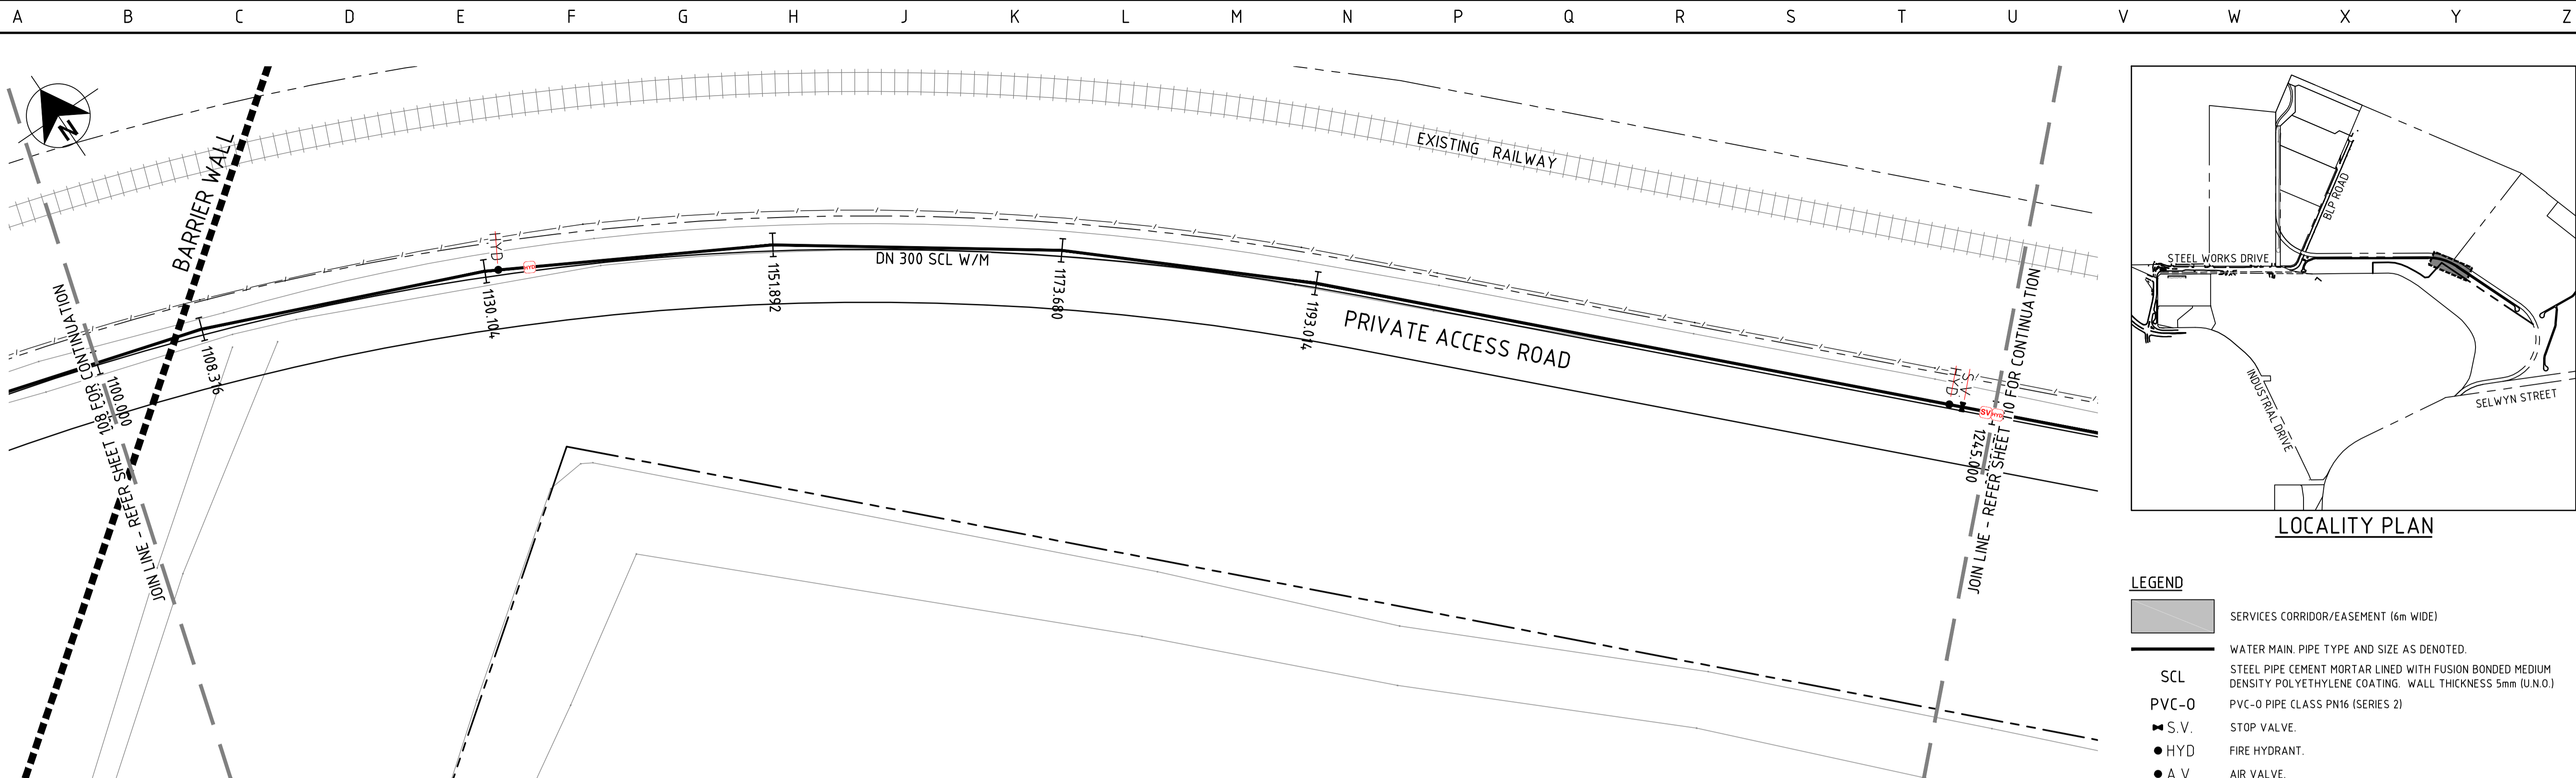 A B C D E F G H J K L M N P Q R S T U V W X Y Z
N
BARRIER WALL
EXISTING RAILWAY
HYD
HYD
DN 300 SCL W/M
1101.000
1108.316
1130.104
1151.892
1173.680
1193.014
PRIVATE ACCESS ROAD
HYD
S.V.
SV
HYD
1245.000
JOIN LINE - REFER SHEET 108 FOR CONTINUATION
JOIN LINE - REFER SHEET 110 FOR CONTINUATION
BLP ROAD
STEEL WORKS DRIVE
INDUSTRIAL DRIVE
SELWYN STREET
LOCALITY PLAN
LEGEND
SERVICES CORRIDOR/EASEMENT (6m WIDE)
WATER MAIN. PIPE TYPE AND SIZE AS DENOTED.
SCL STEEL PIPE CEMENT MORTAR LINED WITH FUSION BONDED MEDIUM
DENSITY POLYETHYLENE COATING. WALL THICKNESS 5mm (U.N.O.)
PVC-O PVC-O PIPE CLASS PN16 (SERIES 2)
S.V. STOP VALVE.
HYD FIRE HYDRANT.
A.V. AIR VALVE.